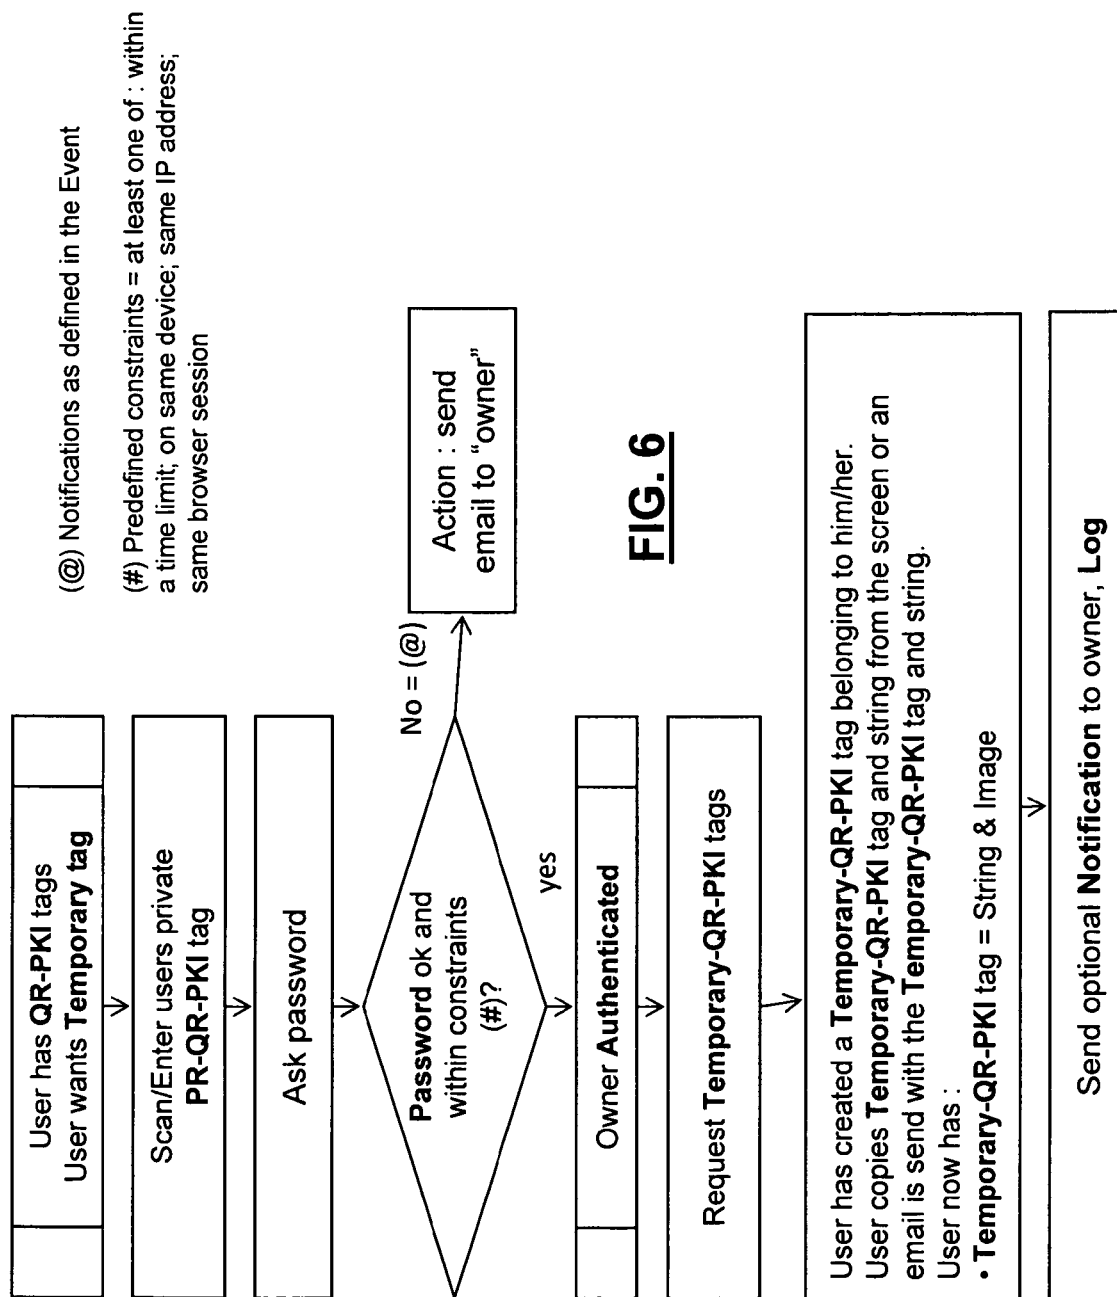 User has QR-PKI tags
User wants Temporary tag
Scan/Enter users private
PR-QR-PKI tag
Ask password
Password ok and
within constraints
(#)?
No = (@)
Action : send
email to “owner”
yes
Owner Authenticated
Request Temporary-QR-PKI tags
User has created a Temporary-QR-PKI tag belonging to him/her.
User copies Temporary-QR-PKI tag and string from the screen or an
email is send with the Temporary-QR-PKI tag and string.
User now has :
• Temporary-QR-PKI tag = String & Image
Send optional Notification to owner, Log
(@) Notifications as defined in the Event
(#) Predefined constraints = at least one of : within
a time limit; on same device; same IP address;
same browser session
FIG. 6